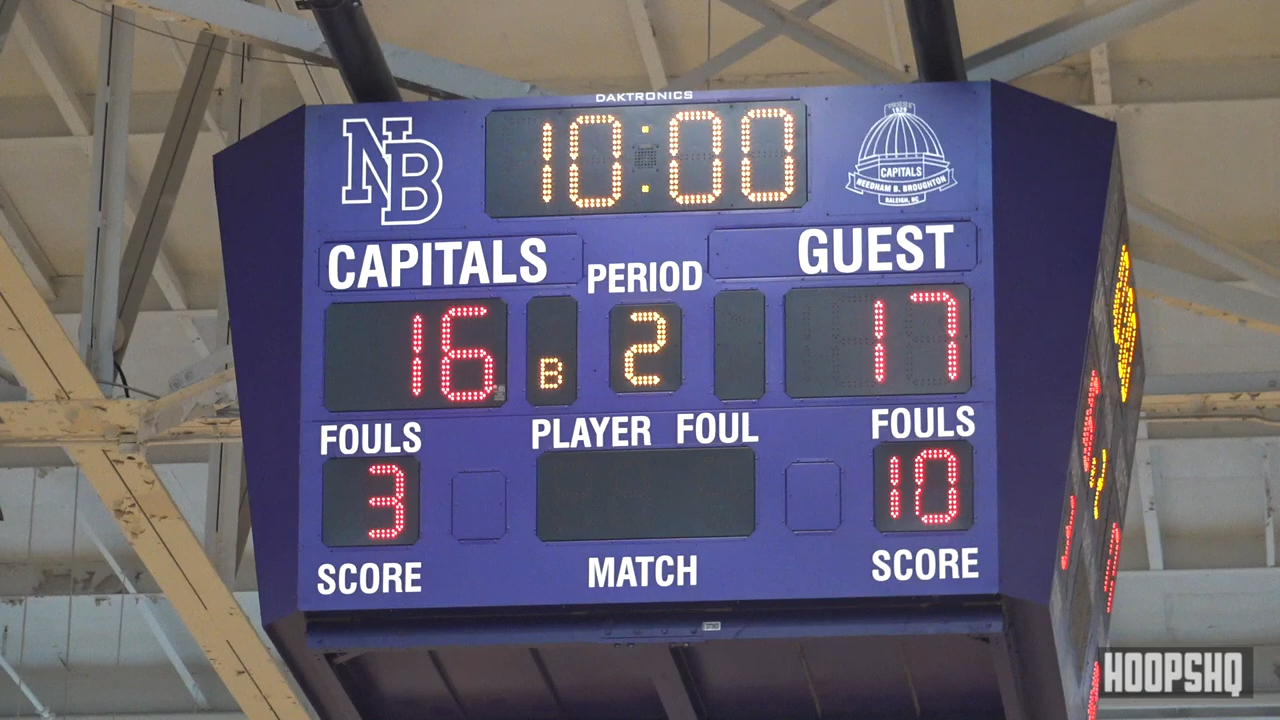 DAKTRONICS
NB
10:00
1929
CAPITALS
NEEDHAM B. BROUGHTON
RALEIGH, NC
CAPITALS
GUEST
PERIOD
16 B 2 17
FOULS PLAYER FOUL FOULS
3 10
SCORE MATCH SCORE
HOOPSHQ